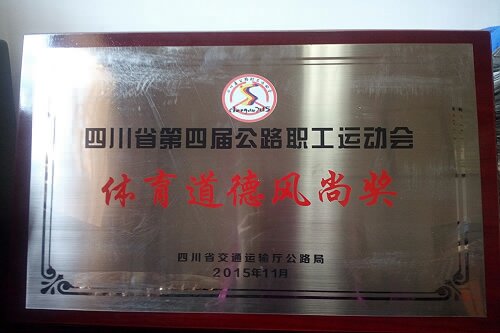 四川省第四届公路职工运动会
体育道德风尚奖
四川省交通运输厅公路局
2015年11月